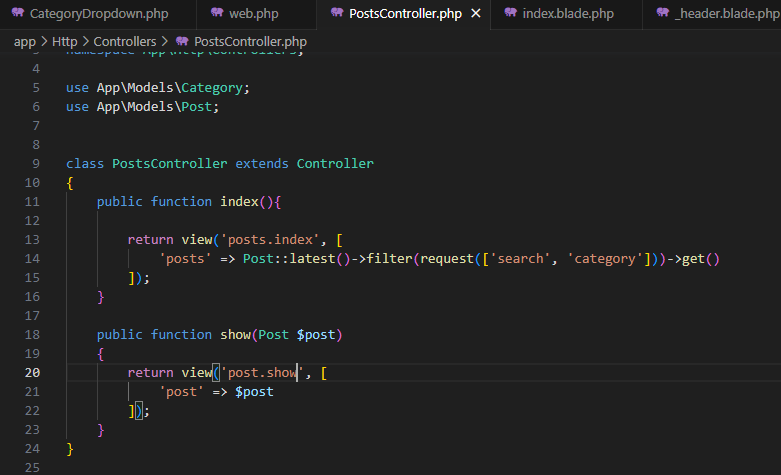 CategoryDropdown.php web.php PostsController.php index.blade.php _header.blade.php
app > Http > Controllers > PostsController.php
3 namespace App\Http\Controllers;
4
5 use App\Models\Category;
6 use App\Models\Post;
7
8
9 class PostsController extends Controller
10 {
11 public function index(){
12
13 return view('posts.index', [
14 'posts' => Post::latest()->filter(request(['search', 'category']))->get()
15 ]);
16 }
17
18 public function show(Post $post)
19 {
20 return view('post.show', [
21 'post' => $post
22 ]);
23 }
24 }
25